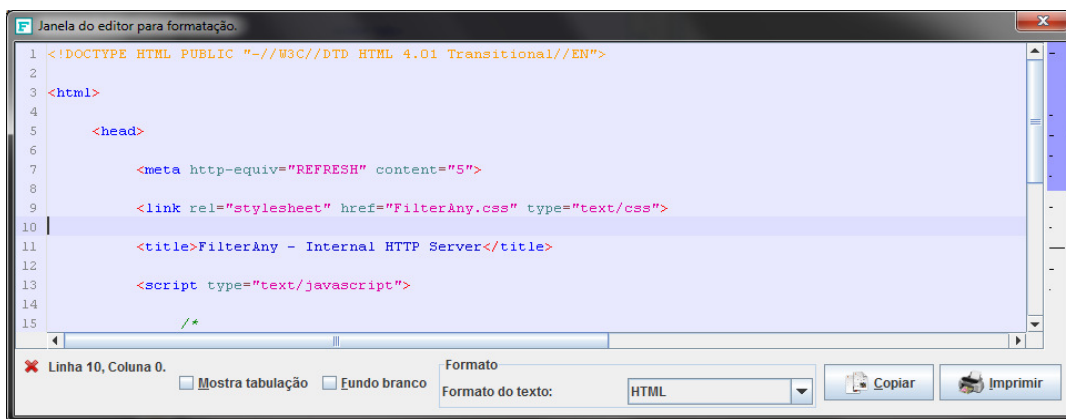 F Janela do editor para formatação. x
1 <!DOCTYPE HTML PUBLIC "-//W3C//DTD HTML 4.01 Transitional//EN">
2
3 <html>
4
5 <head>
6
7 <meta http-equiv="REFRESH" content="5">
8
9 <link rel="stylesheet" href="FilterAny.css" type="text/css">
10
11 <title>FilterAny - Internal HTTP Server</title>
12
13 <script type="text/javascript">
14
15 /*
Linha 10, Coluna 0.
Mostra tabulação Fundo branco
Formato
Formato do texto: HTML
Copiar Imprimir